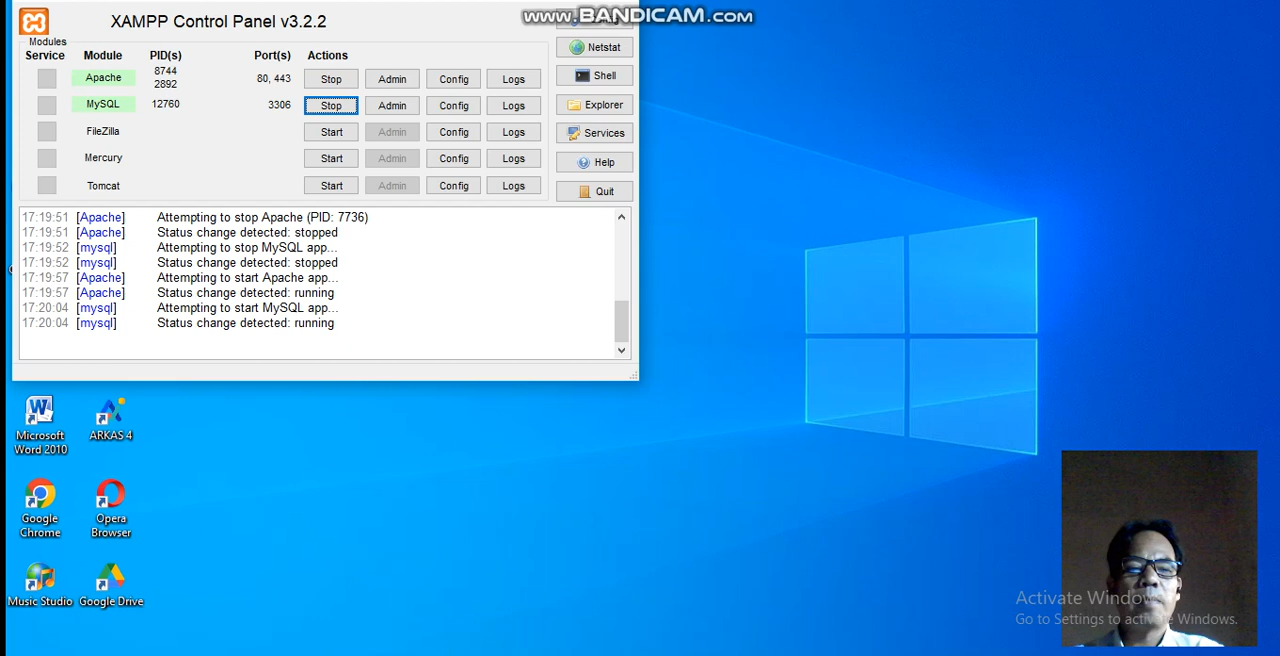 www.BANDICAM.com
XAMPP Control Panel v3.2.2
Modules
Service Module PID(s) Port(s) Actions
Netstat
Apache 8744 2892 80, 443 Stop Admin Config Logs
Shell
MySQL 12760 3306 Stop Admin Config Logs
Explorer
FileZilla Start Admin Config Logs
Services
Mercury Start Admin Config Logs
Help
Tomcat Start Admin Config Logs
Quit
17:19:51 [Apache] Attempting to stop Apache (PID: 7736)
17:19:51 [Apache] Status change detected: stopped
17:19:52 [mysql] Attempting to stop MySQL app...
17:19:52 [mysql] Status change detected: stopped
17:19:57 [Apache] Attempting to start Apache app...
17:19:57 [Apache] Status change detected: running
17:20:04 [mysql] Attempting to start MySQL app...
17:20:04 [mysql] Status change detected: running
Microsoft Word 2010
ARKAS 4
Google Chrome
Opera Browser
Music Studio
Google Drive
Activate Windows
Go to Settings to activate Windows.